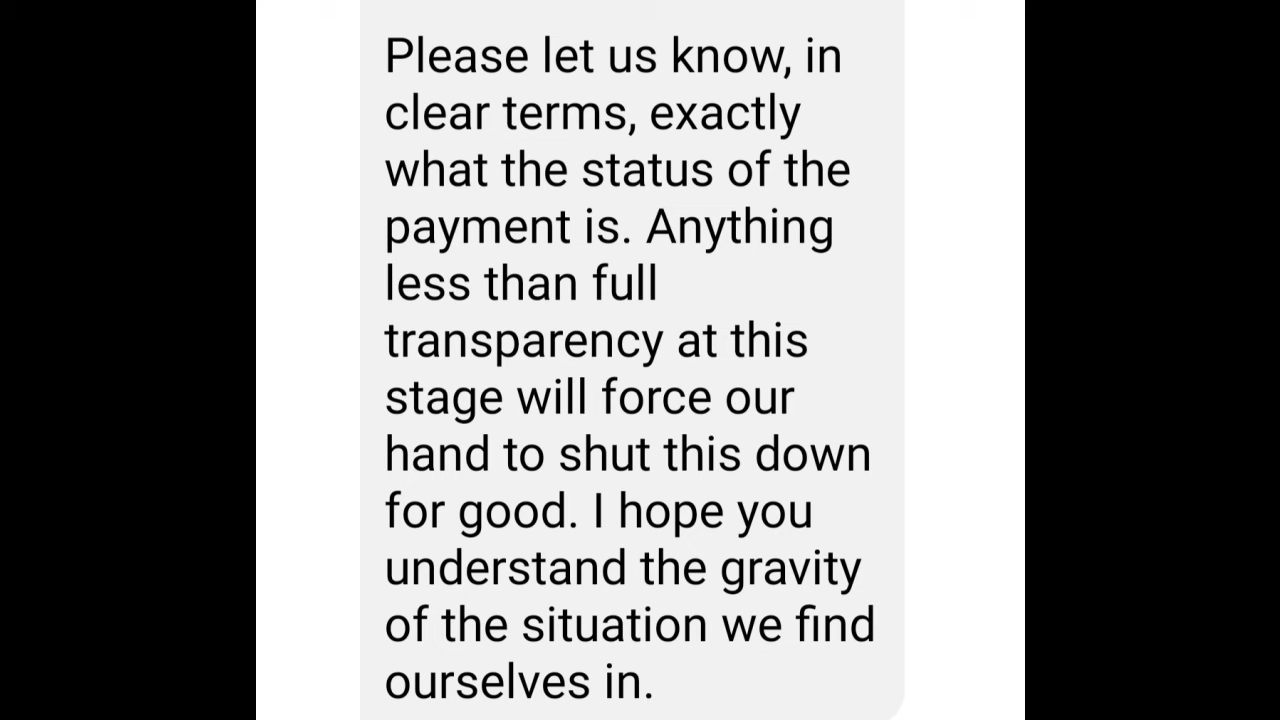 Please let us know, in
clear terms, exactly
what the status of the
payment is. Anything
less than full
transparency at this
stage will force our
hand to shut this down
for good. I hope you
understand the gravity
of the situation we find
ourselves in.